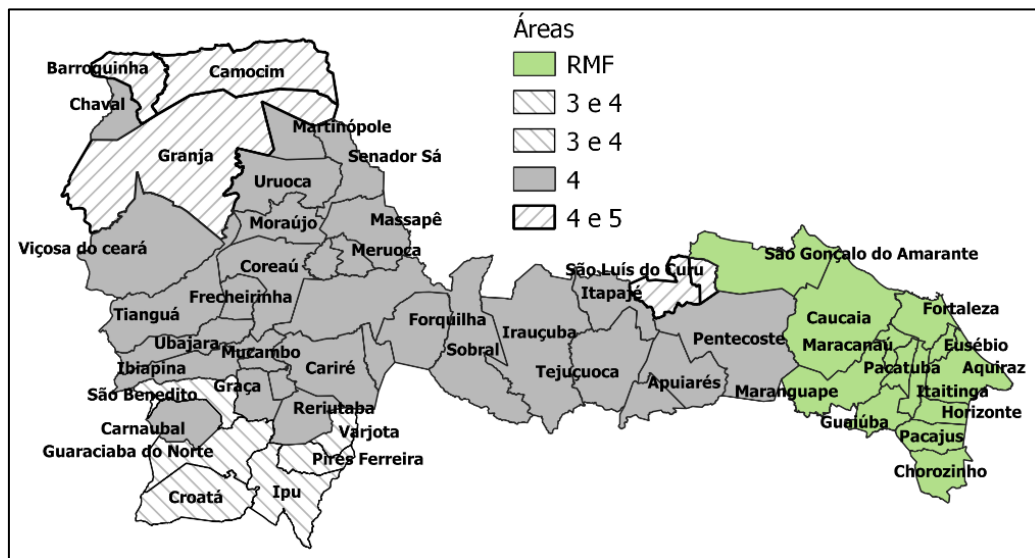 Áreas
RMF
3 e 4
3 e 4
4
4 e 5
Barroquinha
Camocim
Chaval
Martinópole
Granja
Senador Sá
Uruoca
Massapê
Moraújo
Viçosa do ceará
Meruoca
Coreaú
São Luís do Curu
São Gonçalo do Amarante
Itapajé
Frecheirinha
Tianguá
Forquilha
Irauçuba
Caucaia
Fortaleza
Ubajara
Pentecoste
Maracanaú
Eusébio
Mucambo
Sobral
Ibiapina
Cariré
Tejuçuoca
Pacatuba
Aquiraz
São Benedito
Graça
Apuiarés
Maranguape
Itaitinga
Reriutaba
Horizonte
Carnaubal
Varjota
Guaiúba
Guaraciaba do Norte
Pires Ferreira
Pacajus
Croatá
Ipu
Chorozinho